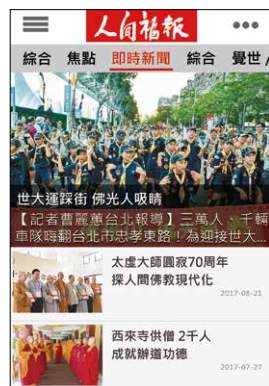 人間福報
綜合 焦點 即時新聞 綜合 覺世
世大運踩街 佛光人吸睛
【記者曹麗蕙台北報導】三萬人、千輛
車隊嗨翻台北市忠孝東路！為迎接世大...
太虛大師圓寂70周年
探人間佛教現代化
2017-08-21
西來寺供僧 2千人
成就辦道功德
2017-07-27